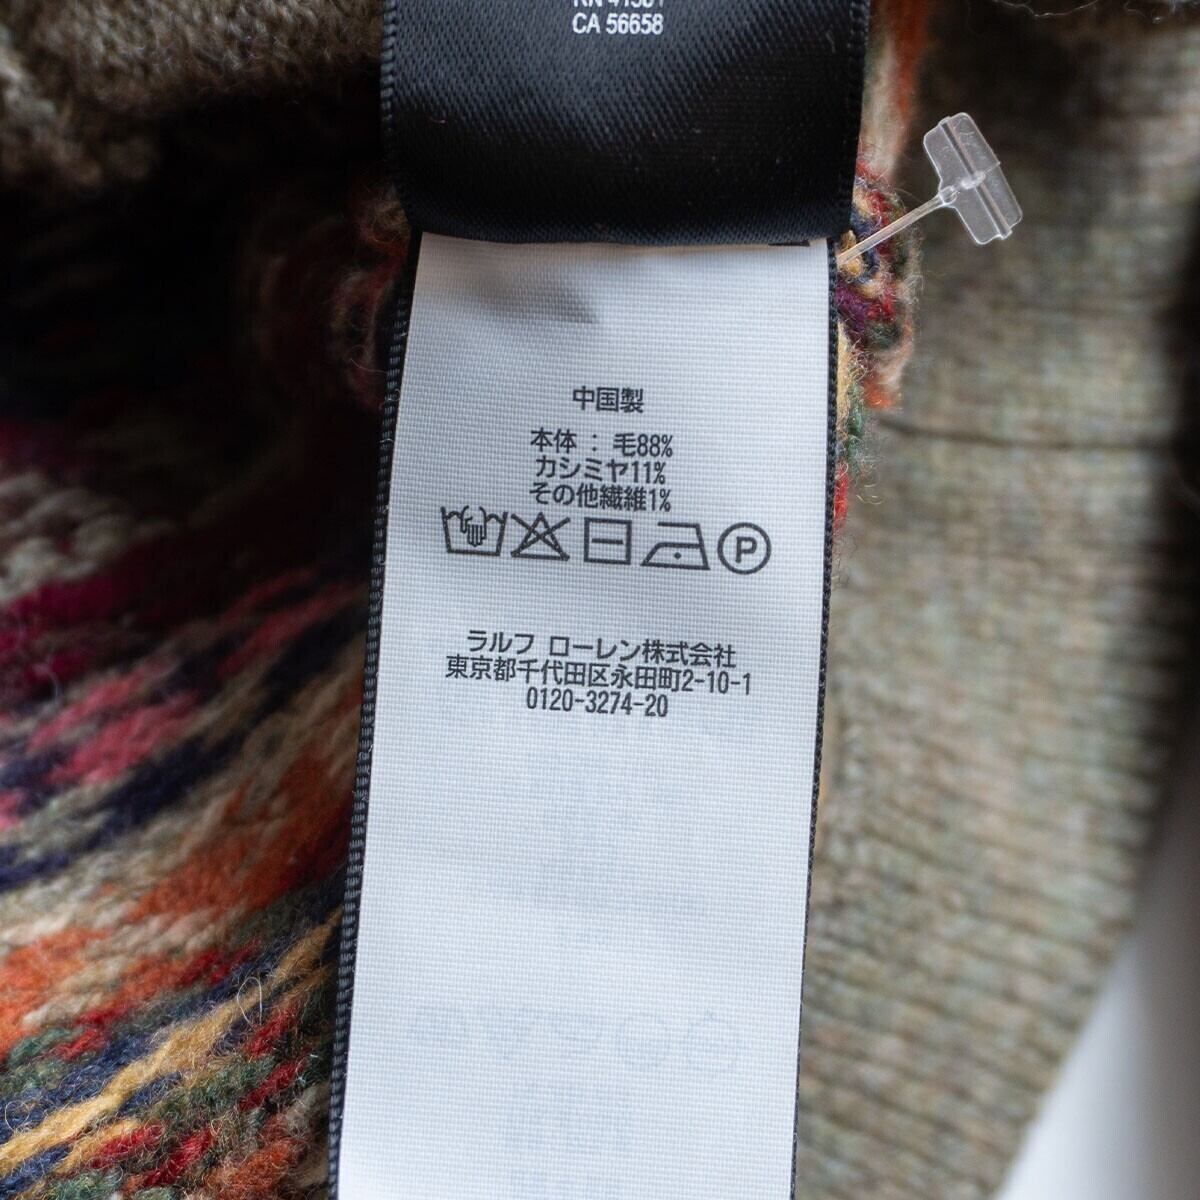 CA 56658
中国製
本体 : 毛88%
カシミヤ11%
その他繊維1%
P
ラルフ ローレン株式会社
東京都千代田区永田町2-10-1
0120-3274-20